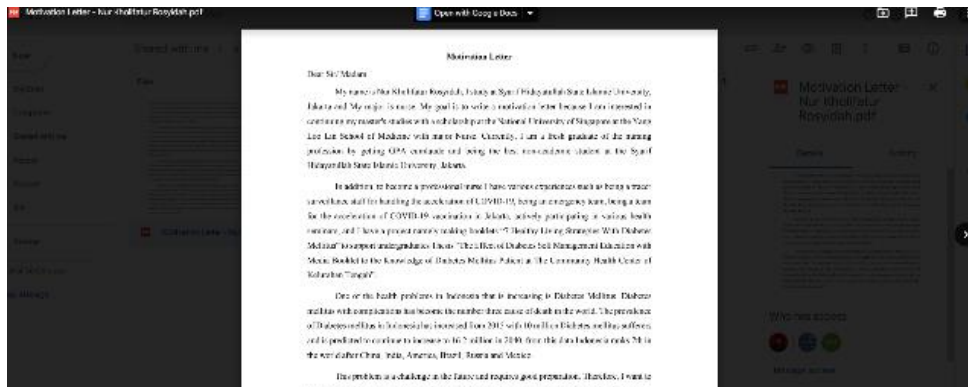 Motivation Letter - Nur Kholifatur Rosyidah.pdf
Open with Google Docs
Motivation Letter
Dear Sir/ Madam
My name is Nur Kholifatur Rosyidah, I study at Syarif Hidayatullah State Islamic University,
Jakarta and My major is nurse. My goal is to write a motivation letter because I am interested in
continuing my master's studies with a scholarship at the National University of Singapore at the Yong
Loo Lin School of Medicine with major Nurse. Currently, I am a fresh graduate of the nursing
profession by getting GPA cumlaude and being the best non-academic student at the Syarif
Hidayatullah State Islamic University, Jakarta.
In addition, to become a professional nurse I have various experiences such as being a tracer
surveillance staff for handling the acceleration of COVID-19, being an emergency team, being a team
for the acceleration of COVID-19 vaccination in Jakarta, actively participating in various health
seminars, and I have a project namely making booklets "7 Healthy Living Strategies With Diabetes
Mellitus" to support undergraduates Thesis "The Effect of Diabetes Self Management Education with
Media Booklet to the Knowledge of Diabetes Mellitus Patient at The Community Health Center of
Kelurahan
One of the health problems in Indonesia that is increasing is Diabetes Mellitus. Diabetes
mellitus with complications has become the number three cause of death in the world. The prevalence
of Diabetes mellitus in Indonesia has increased from 2015 with 10 million Diabetes mellitus sufferers
and is predicted to continue to increase to 16.2 million in 2040, from this data Indonesia ranks 7th in
the world after China, India, America, Brazil, Russia and Mexico.
This problem is a challenge in the future and requires good preparation. Therefore, I want to
Shared with me
Motivation Letter -
Nur Kholifatur
Rosyidah.pdf
Details
Activity
Who has access
Manage access